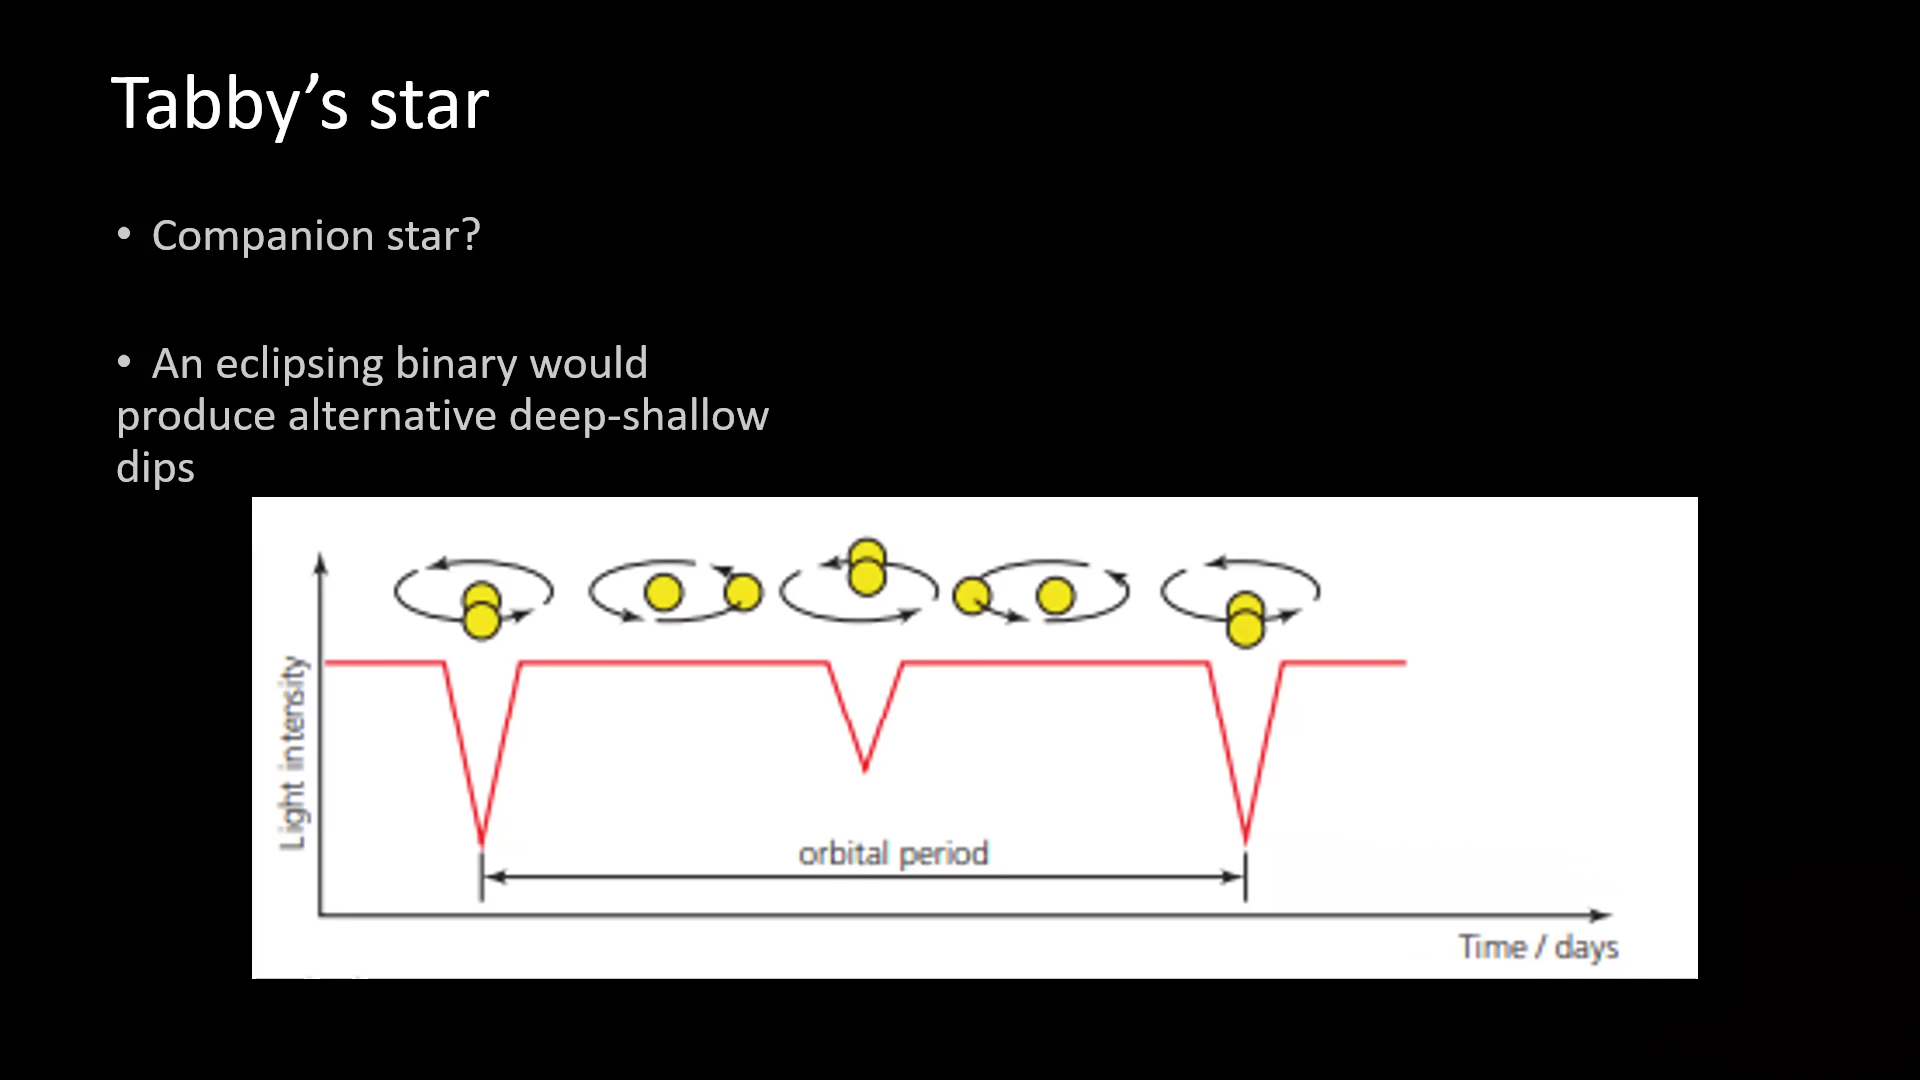 Tabby’s star
• Companion star?
• An eclipsing binary would
produce alternative deep-shallow
dips
Light intensity
orbital period
Time / days